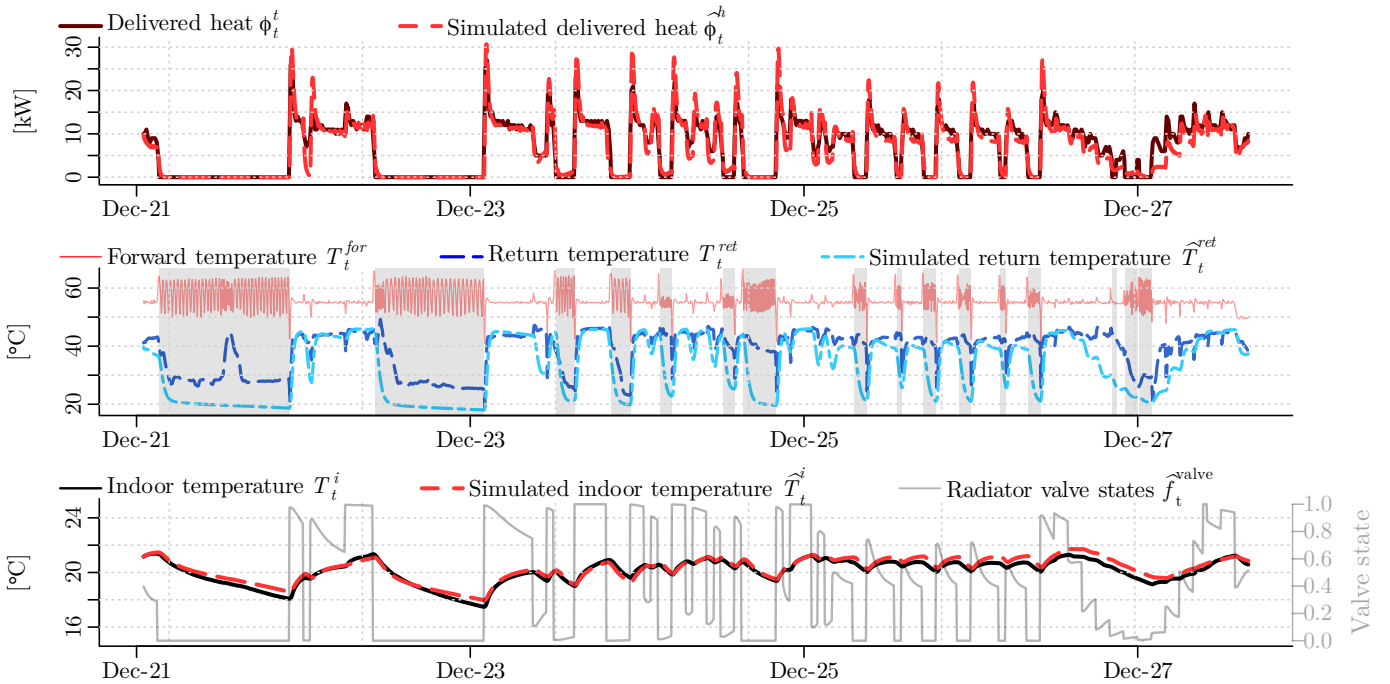 Delivered heat ϕ_t^t Simulated delivered heat \hat{ϕ}_t^h
30
20
10
0
[kW]
Dec-21 Dec-23 Dec-25 Dec-27
Forward temperature T_t^{for} Return temperature T_t^{ret} Simulated return temperature \hat{T}_t^{ret}
60
40
20
[°C]
Dec-21 Dec-23 Dec-25 Dec-27
Indoor temperature T_t^i Simulated indoor temperature \hat{T}_t^i Radiator valve states \hat{f}_t^{valve}
24
20
16
[°C]
1.0
0.8
0.6
0.4
0.2
0.0
Valve state
Dec-21 Dec-23 Dec-25 Dec-27